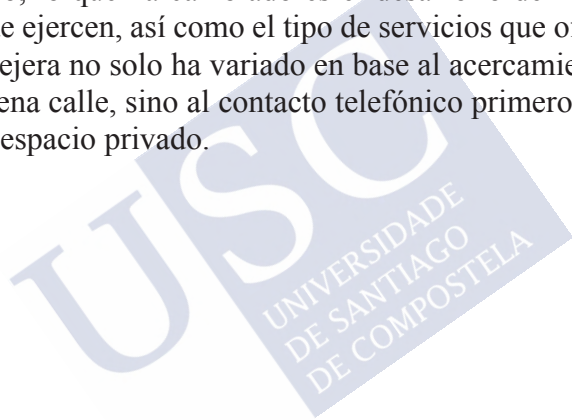 e ejercen, así como el tipo de servicios que o
ejera no solo ha variado en base al acercamie
ena calle, sino al contacto telefónico primero
espacio privado.
USC
UNIVERSIDADE
DE SANTIAGO
DE COMPOSTELA